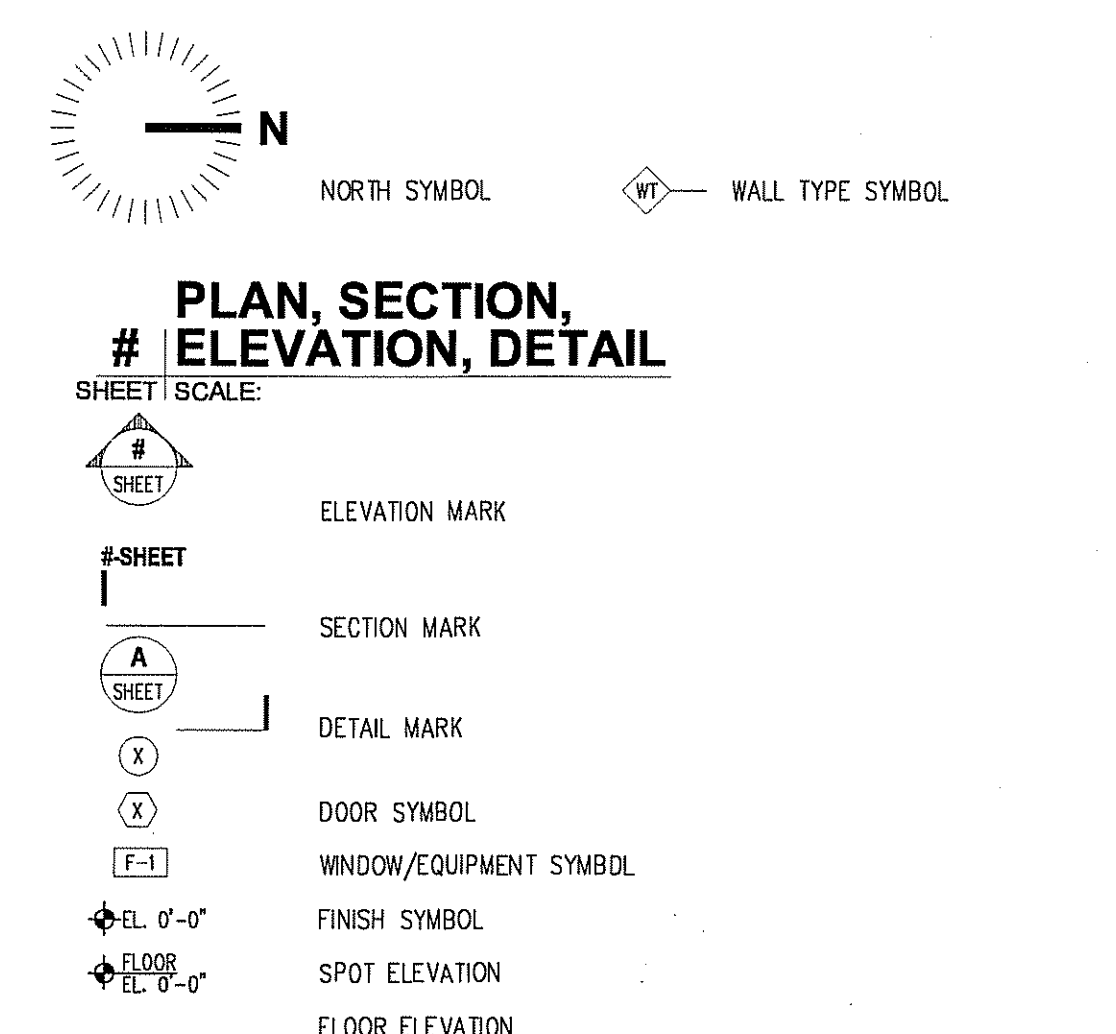 N
NORTH SYMBOL
WT
WALL TYPE SYMBOL
PLAN, SECTION,
# ELEVATION, DETAIL
SHEET SCALE:
#
SHEET
ELEVATION MARK
#-SHEET
SECTION MARK
A
SHEET
DETAIL MARK
X
X
DOOR SYMBOL
F-1
WINDOW/EQUIPMENT SYMBOL
EL. 0'-0"
FINISH SYMBOL
FLOOR
EL. 0'-0"
SPOT ELEVATION
FLOOR ELEVATION